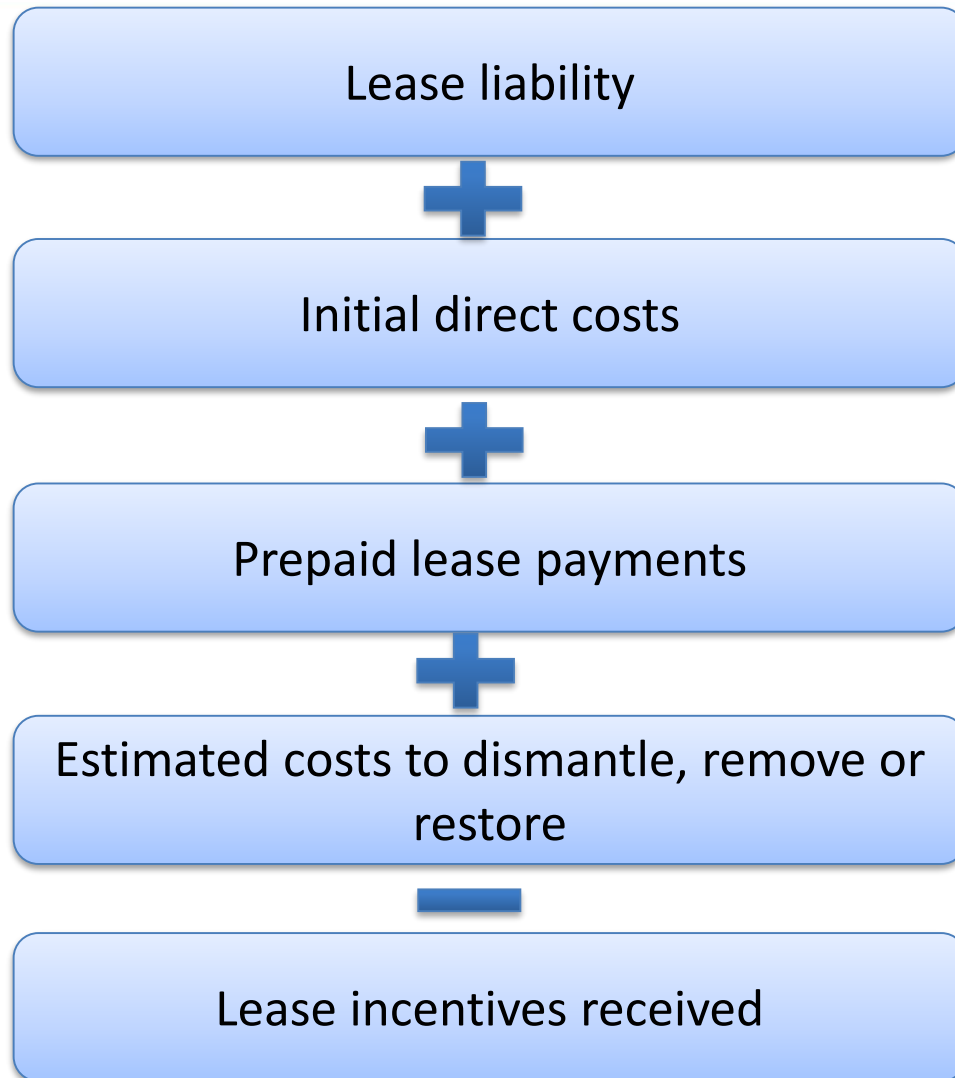 Lease liability
Initial direct costs
Prepaid lease payments
Estimated costs to dismantle, remove or
restore
Lease incentives received